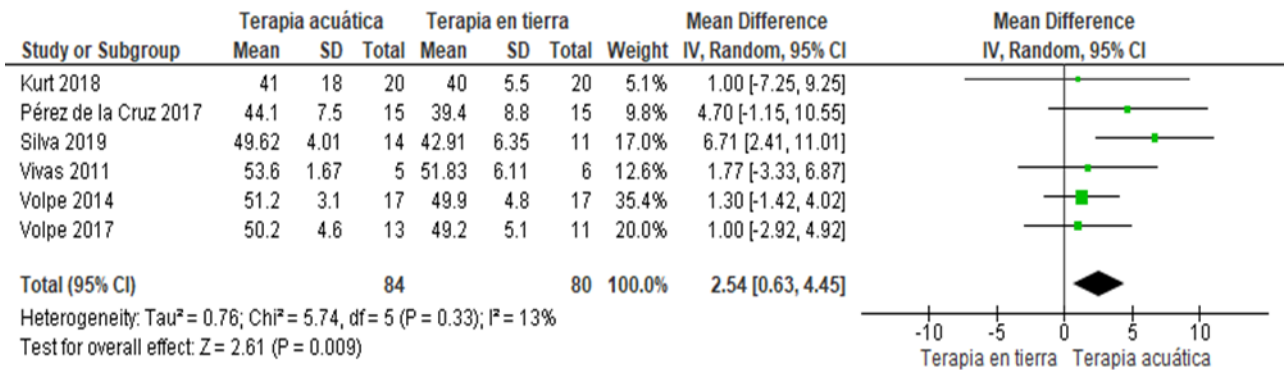 Terapia acuática Terapia en tierra Mean Difference Mean Difference
Study or Subgroup Mean SD Total Mean SD Total Weight IV, Random, 95% CI IV, Random, 95% CI
Kurt 2018 41 18 20 40 5.5 20 5.1% 1.00 [-7.25, 9.25]
Pérez de la Cruz 2017 44.1 7.5 15 39.4 8.8 15 9.8% 4.70 [-1.15, 10.55]
Silva 2019 49.62 4.01 14 42.91 6.35 11 17.0% 6.71 [2.41, 11.01]
Vivas 2011 53.6 1.67 5 51.83 6.11 6 12.6% 1.77 [-3.33, 6.87]
Volpe 2014 51.2 3.1 17 49.9 4.8 17 35.4% 1.30 [-1.42, 4.02]
Volpe 2017 50.2 4.6 13 49.2 5.1 11 20.0% 1.00 [-2.92, 4.92]
Total (95% CI) 84 80 100.0% 2.54 [0.63, 4.45]
Heterogeneity: Tau² = 0.76; Chi² = 5.74, df = 5 (P = 0.33); I² = 13%
Test for overall effect: Z = 2.61 (P = 0.009)
-10 -5 0 5 10
Terapia en tierra Terapia acuática